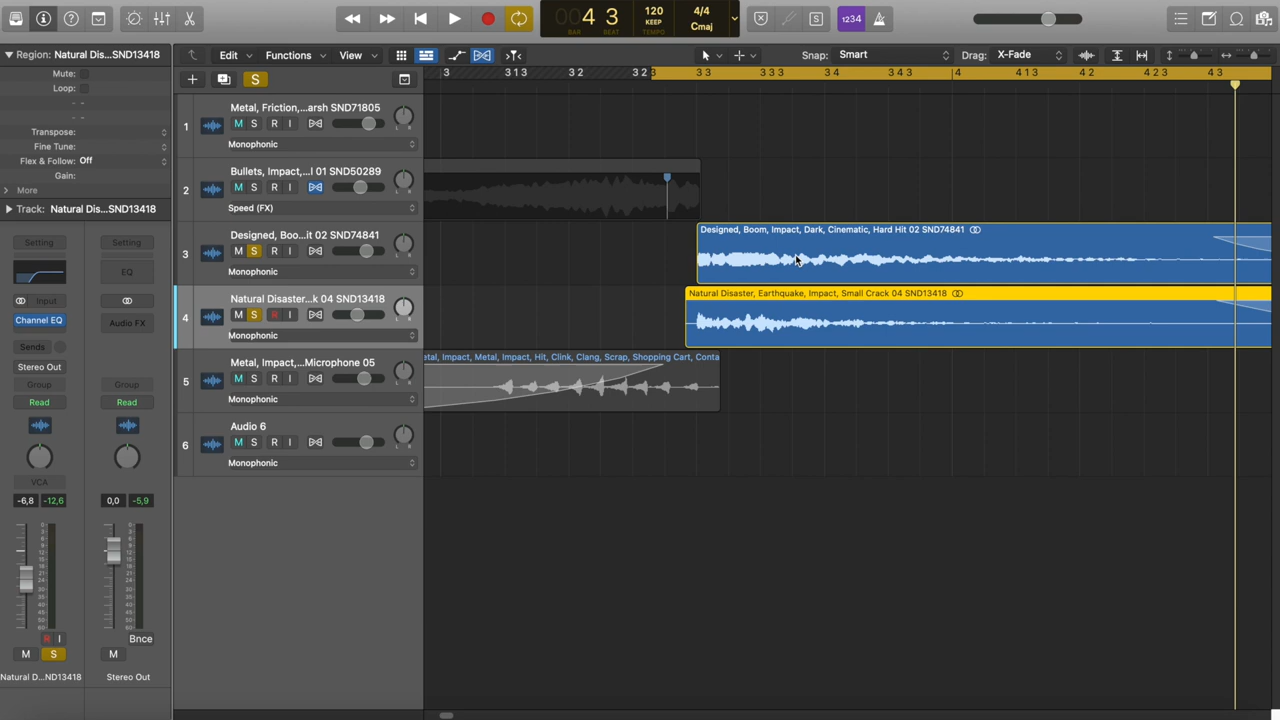 4 3
BAR BEAT
120
KEEP
TEMPO
4/4
Cmaj
1234
S
Region: Natural Dis...SND13418
Mute:
Loop:
Transpose:
Fine Tune:
Flex & Follow: Off
Gain:
More
Track: Natural Dis...SND13418
Edit Functions View
Snap: Smart
Drag: X-Fade
S
3 3 1 3 3 2 3 2 3 3 3 3 3 3 3 4 3 4 3 4 4 1 3 4 2 4 2 3 4 3
1
Metal, Friction,...arsh SND71805
M S R I
L R
Monophonic
2
Bullets, Impact,...l 01 SND50289
M S R I
L R
Speed (FX)
3
Designed, Boo...it 02 SND74841
M S R I
L R
Monophonic
4
Natural Disaster...k 04 SND13418
M S R I
L R
Monophonic
5
Metal, Impact,...Microphone 05
M S R I
L R
Monophonic
6
Audio 6
M S R I
L R
Monophonic
Designed, Boom, Impact, Dark, Cinematic, Hard Hit 02 SND74841
Natural Disaster, Earthquake, Impact, Small Crack 04 SND13418
etal, Impact, Metal, Impact, Hit, Clink, Clang, Scrap, Shopping Cart, Conta
Setting Setting
EQ
Input
Channel EQ Audio FX
Sends
Stereo Out
Group Group
Read Read
VCA
-6,8 -12,6 0,0 -5,9
R I Bnce
M S M
Natural D...ND13418 Stereo Out